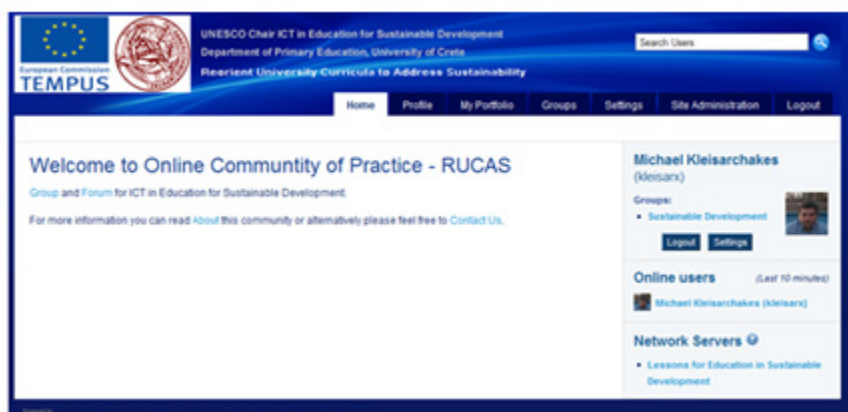 UNESCO Chair ICT in Education for Sustainable Development
Department of Primary Education, University of Crete
Reorient University Curricula to Address Sustainability
European Commission
TEMPUS
Search Users
Home
Profile
My Portfolio
Groups
Settings
Site Administration
Logout
Welcome to Online Communtity of Practice - RUCAS
Group and Forum for ICT in Education for Sustainable Development.
For more information you can read About this community or alternatively please feel free to Contact Us.
Michael Kleisarchakes
(kleisarx)
Groups:
Sustainable Development
Logout
Settings
Online users (Last 10 minutes)
Michael Kleisarchakes (kleisarx)
Network Servers
Lessons for Education in Sustainable
Development